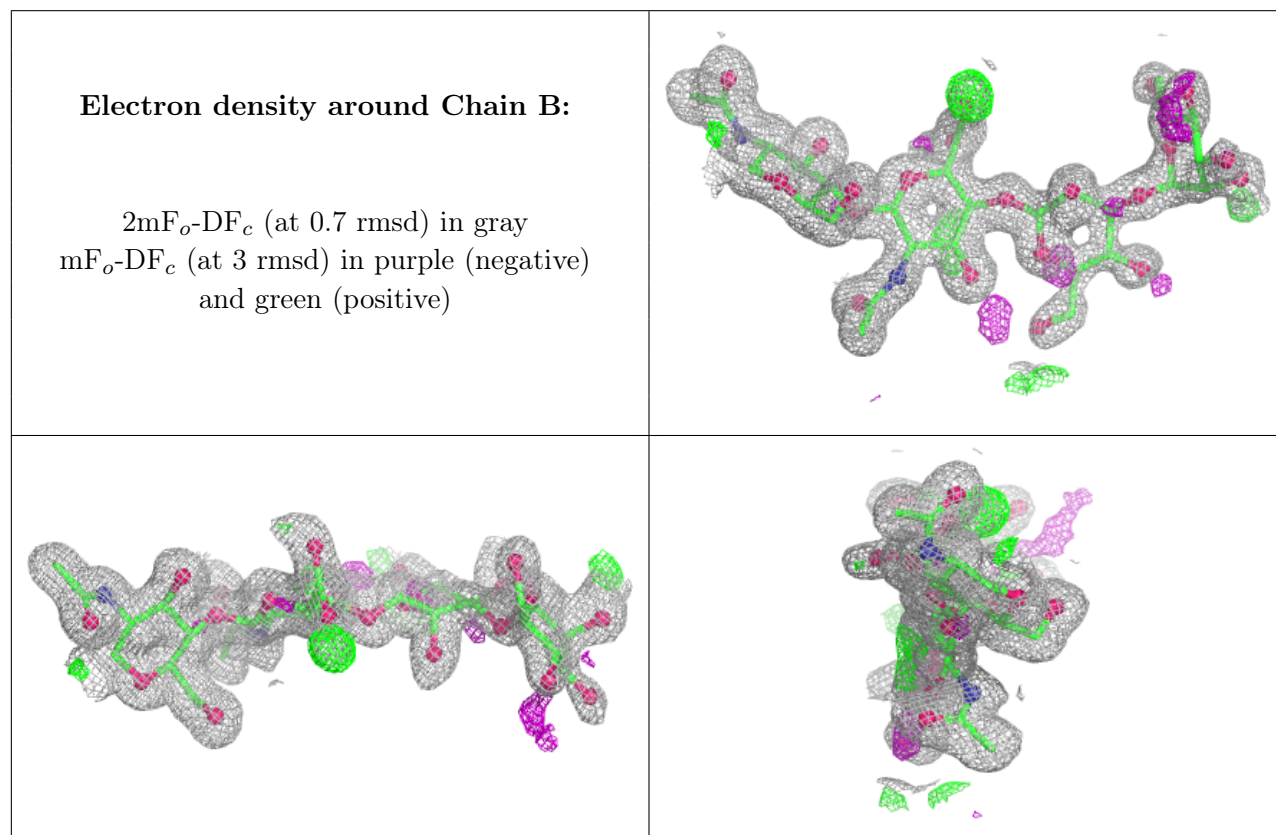 Electron density around Chain B:
2mFₒ-DF𝒸 (at 0.7 rmsd) in gray
mFₒ-DF𝒸 (at 3 rmsd) in purple (negative)
and green (positive)